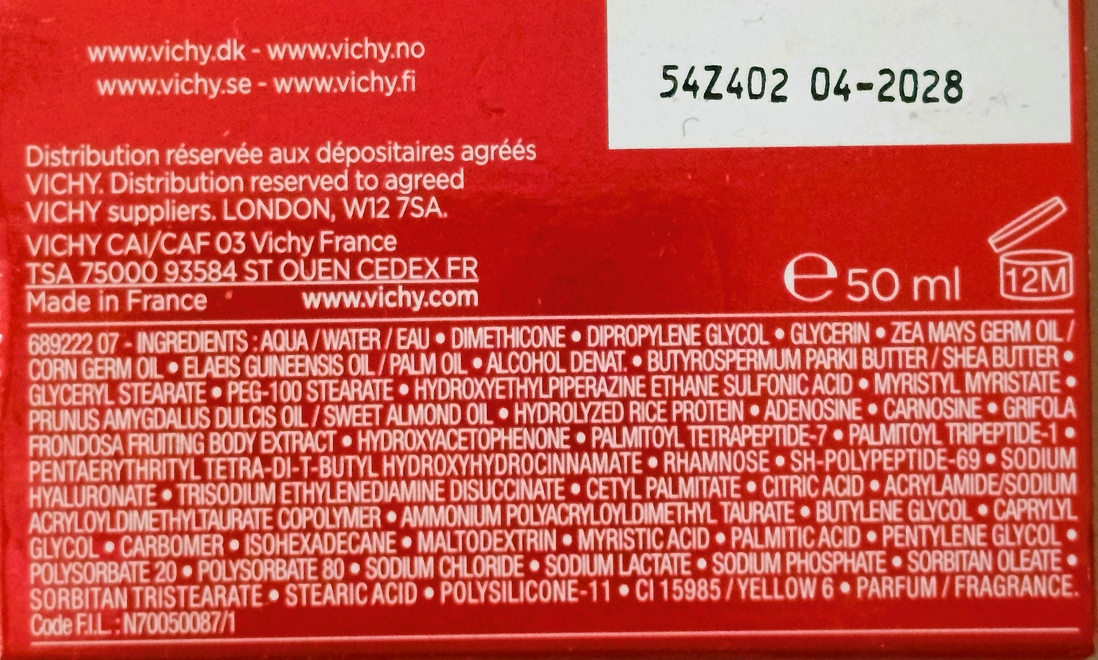 www.vichy.dk - www.vichy.no
www.vichy.se - www.vichy.fi
54Z402 04-2028
Distribution réservée aux dépositaires agréés
VICHY. Distribution reserved to agreed
VICHY suppliers. LONDON, W12 7SA.
VICHY CAI/CAF 03 Vichy France
TSA 75000 93584 ST OUEN CEDEX FR
Made in France www.vichy.com
℮ 50 ml 12M
689222 07 - INGREDIENTS : AQUA / WATER / EAU • DIMETHICONE • DIPROPYLENE GLYCOL • GLYCERIN • ZEA MAYS GERM OIL /
CORN GERM OIL • ELAEIS GUINEENSIS OIL / PALM OIL • ALCOHOL DENAT. • BUTYROSPERMUM PARKII BUTTER / SHEA BUTTER •
GLYCERYL STEARATE • PEG-100 STEARATE • HYDROXYETHYLPIPERAZINE ETHANE SULFONIC ACID • MYRISTYL MYRISTATE •
PRUNUS AMYGDALUS DULCIS OIL / SWEET ALMOND OIL • HYDROLYZED RICE PROTEIN • ADENOSINE • CARNOSINE • GRIFOLA
FRONDOSA FRUITING BODY EXTRACT • HYDROXYACETOPHENONE • PALMITOYL TETRAPEPTIDE-7 • PALMITOYL TRIPEPTIDE-1 •
PENTAERYTHRITYL TETRA-DI-T-BUTYL HYDROXYHYDROCINNAMATE • RHAMNOSE • SH-POLYPEPTIDE-69 • SODIUM
HYALURONATE • TRISODIUM ETHYLENEDIAMINE DISUCCINATE • CETYL PALMITATE • CITRIC ACID • ACRYLAMIDE/SODIUM
ACRYLOYLDIMETHYLTAURATE COPOLYMER • AMMONIUM POLYACRYLOYLDIMETHYL TAURATE • BUTYLENE GLYCOL • CAPRYLYL
GLYCOL • CARBOMER • ISOHEXADECANE • MALTODEXTRIN • MYRISTIC ACID • PALMITIC ACID • PENTYLENE GLYCOL •
POLYSORBATE 20 • POLYSORBATE 80 • SODIUM CHLORIDE • SODIUM LACTATE • SODIUM PHOSPHATE • SORBITAN OLEATE •
SORBITAN TRISTEARATE • STEARIC ACID • POLYSILICONE-11 • CI 15985 / YELLOW 6 • PARFUM / FRAGRANCE.
Code F.I.L. : N70050087/1